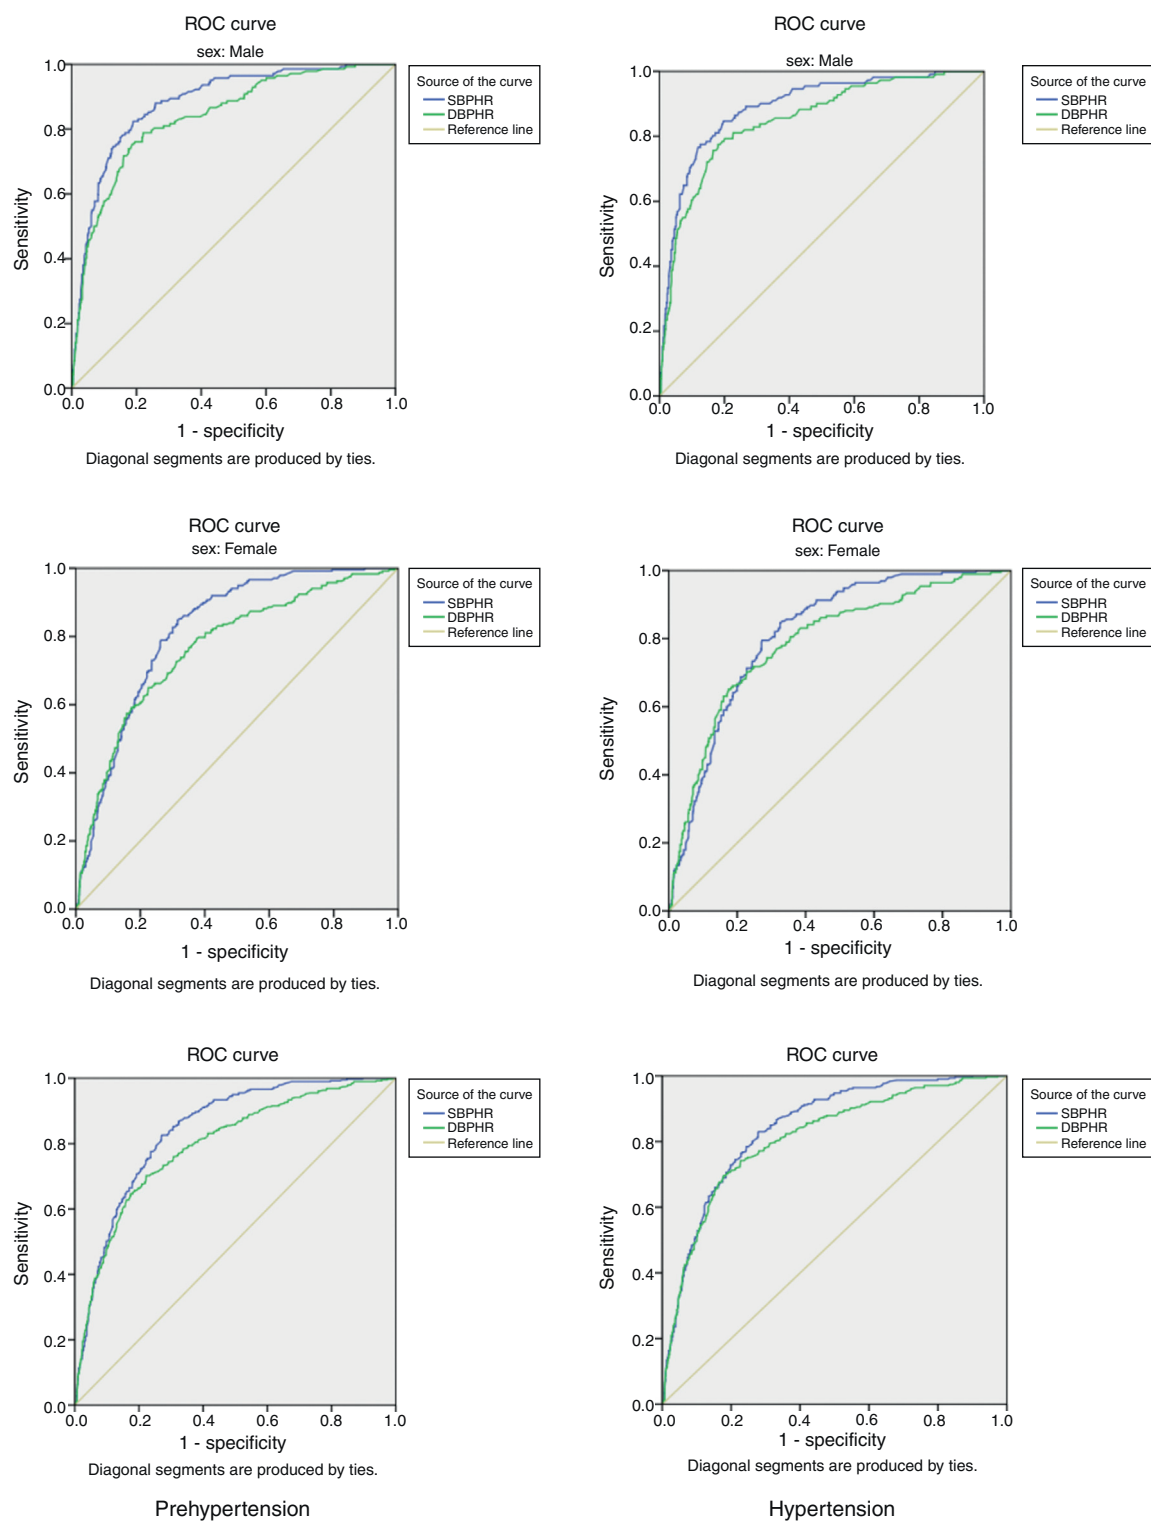 ROC curve
sex: Male
1.0
0.8
0.6
0.4
0.2
0.0
Sensitivity
0.0 0.2 0.4 0.6 0.8 1.0
1 - specificity
Diagonal segments are produced by ties.
Source of the curve
SBPHR
DBPHR
Reference line
ROC curve
sex: Male
1.0
0.8
0.6
0.4
0.2
0.0
Sensitivity
0.0 0.2 0.4 0.6 0.8 1.0
1 - specificity
Diagonal segments are produced by ties.
Source of the curve
SBPHR
DBPHR
Reference line
ROC curve
sex: Female
1.0
0.8
0.6
0.4
0.2
0.0
Sensitivity
0.0 0.2 0.4 0.6 0.8 1.0
1 - specificity
Diagonal segments are produced by ties.
Source of the curve
SBPHR
DBPHR
Reference line
ROC curve
sex: Female
1.0
0.8
0.6
0.4
0.2
0.0
Sensitivity
0.0 0.2 0.4 0.6 0.8 1.0
1 - specificity
Diagonal segments are produced by ties.
Source of the curve
SBPHR
DBPHR
Reference line
ROC curve
1.0
0.8
0.6
0.4
0.2
0.0
Sensitivity
0.0 0.2 0.4 0.6 0.8 1.0
1 - specificity
Diagonal segments are produced by ties.
Source of the curve
SBPHR
DBPHR
Reference line
Prehypertension
ROC curve
1.0
0.8
0.6
0.4
0.2
0.0
Sensitivity
0.0 0.2 0.4 0.6 0.8 1.0
1 - specificity
Diagonal segments are produced by ties.
Source of the curve
SBPHR
DBPHR
Reference line
Hypertension